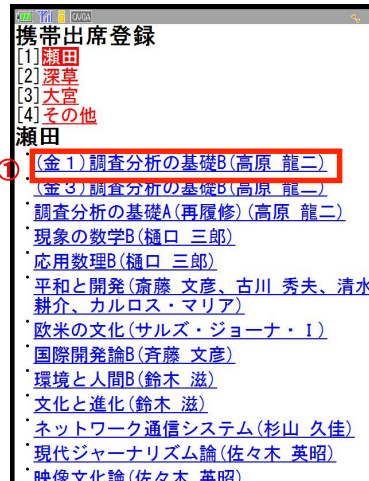 携帯出席登録
[1]瀬田
[2]深草
[3]大宮
[4]その他
瀬田
①
(金1)調査分析の基礎B(高原 龍二)
(金3)調査分析の基礎B(高原 龍二)
調査分析の基礎A(再履修)(高原 龍二)
現象の数学B(樋口 三郎)
応用数理B(樋口 三郎)
平和と開発(斎藤 文彦、古川 秀夫、清水
耕介、カルロス・マリア)
欧米の文化(サルズ・ジョーナ・I)
国際開発論B(斉藤 文彦)
環境と人間B(鈴木 滋)
文化と進化(鈴木 滋)
ネットワーク通信システム(杉山 久佳)
現代ジャーナリズム論(佐々木 英昭)
映像文化論(佐々木 英昭)